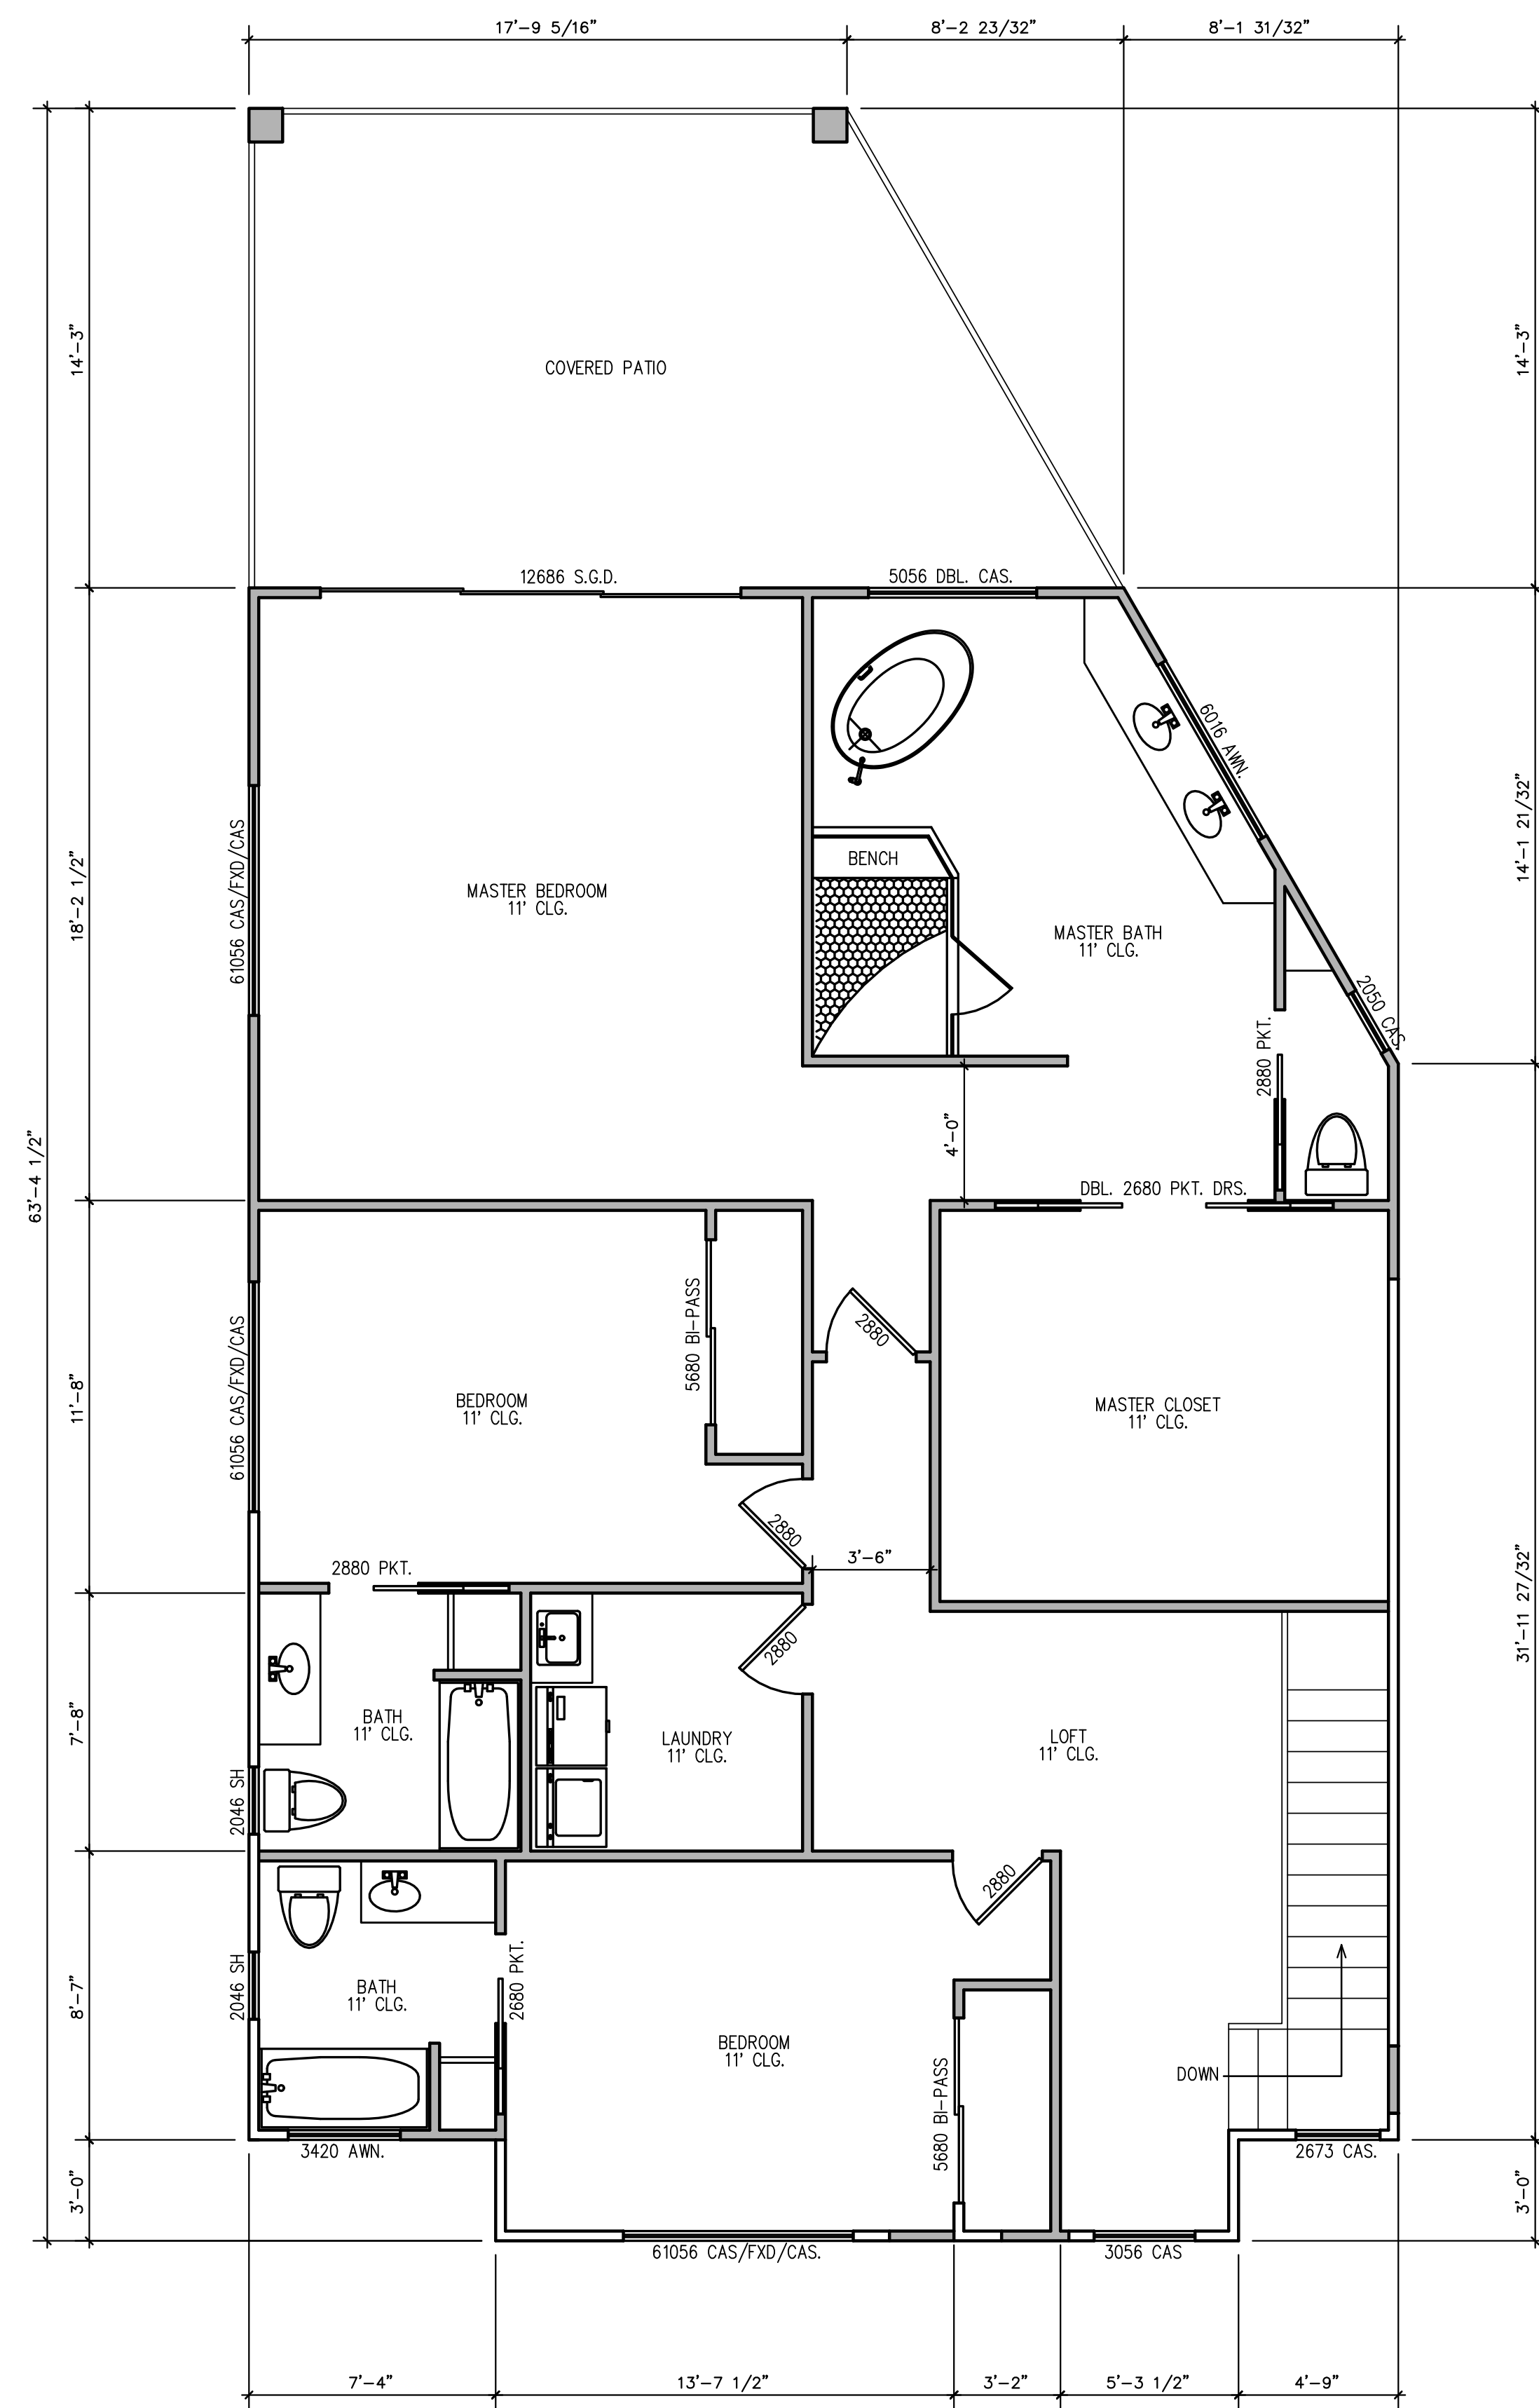 17'-9 5/16"
8'-2 23/32"
8'-1 31/32"
14'-3"
14'-3"
COVERED PATIO
12686 S.G.D.
5056 DBL. CAS.
6016 AWN.
61056 CAS/FXD/CAS
18'-2 1/2"
14'-1 21/32"
BENCH
MASTER BEDROOM
11' CLG.
MASTER BATH
11' CLG.
2050 CAS.
2880 PKT.
63'-4 1/2"
4'-0"
DBL. 2680 PKT. DRS.
5680 BI-PASS
2880
61056 CAS/FXD/CAS
11'-8"
BEDROOM
11' CLG.
MASTER CLOSET
11' CLG.
2880
3'-6"
2880 PKT.
2880
31'-11 27/32"
7'-8"
BATH
11' CLG.
LAUNDRY
11' CLG.
LOFT
11' CLG.
2046 SH
2880
8'-7"
2046 SH
BATH
11' CLG.
2680 PKT.
BEDROOM
11' CLG.
5680 BI-PASS
DOWN
3420 AWN.
2673 CAS.
3'-0"
3'-0"
61056 CAS/FXD/CAS.
3056 CAS
7'-4"
13'-7 1/2"
3'-2"
5'-3 1/2"
4'-9"